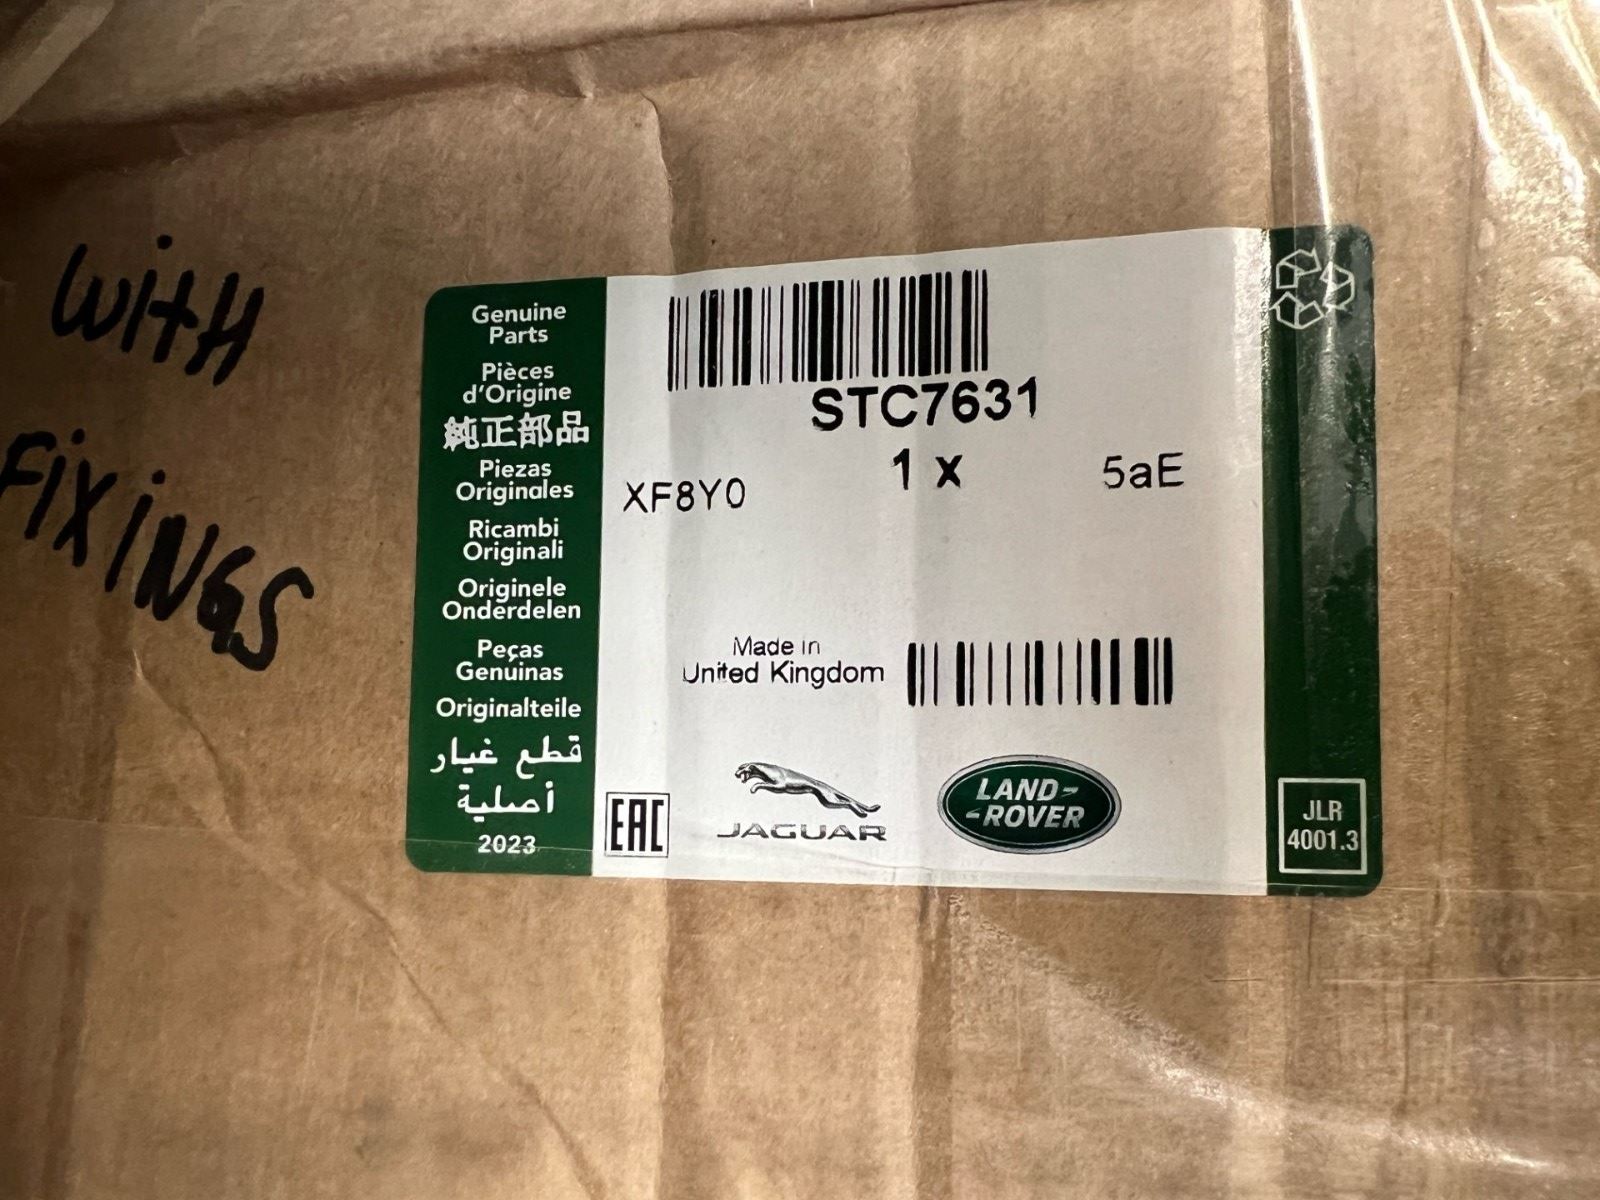 WitH
FiXiNGS
Genuine
Parts
Pièces
d'Origine
純正部品
Piezas
Originales
Ricambi
Originali
Originele
Onderdelen
Peças
Genuinas
Originalteile
قطع غيار
أصلية
2023
STC7631
1 x
XF8Y0
5aE
Made in
United Kingdom
EAC
JAGUAR
LAND-
-ROVER
JLR
4001.3